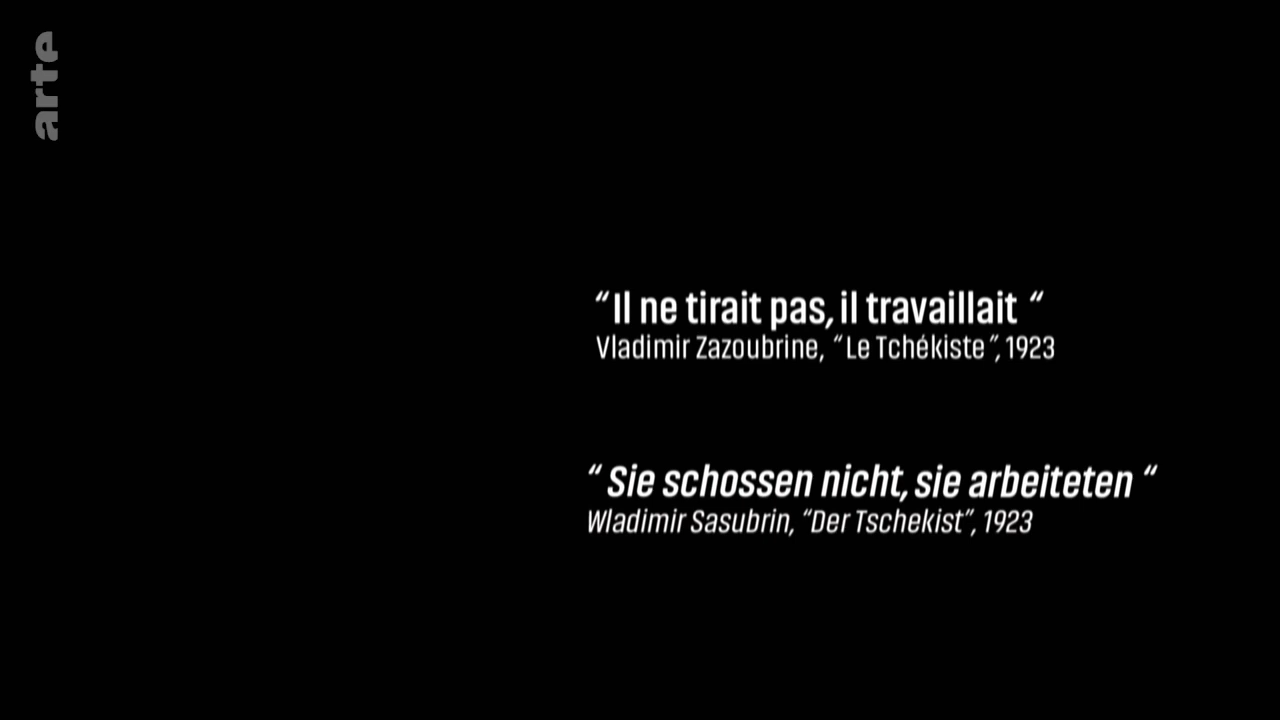 arte
“ Il ne tirait pas, il travaillait “
Vladimir Zazoubrine, “ Le Tchékiste ”, 1923
“ Sie schossen nicht, sie arbeiteten “
Wladimir Sasubrin, “Der Tschekist”, 1923